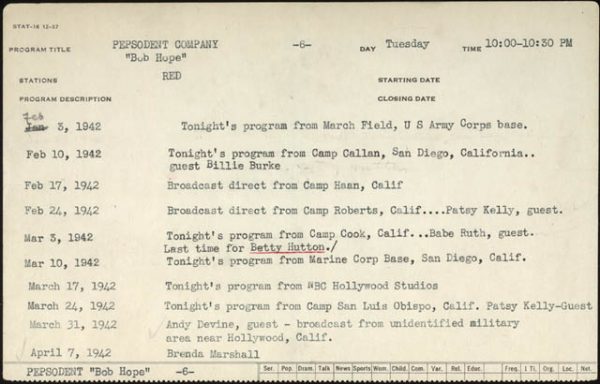 STAT-16 12-37
PROGRAM TITLE PEPSODENT COMPANY -6- DAY Tuesday TIME 10:00-10:30 PM
"Bob Hope"
STATIONS RED STARTING DATE
PROGRAM DESCRIPTION CLOSING DATE
Feb
Jan 3, 1942 Tonight's program from March Field, U S Army Corps base.
Feb 10, 1942 Tonight's program from Camp Callan, San Diego, California..
guest Billie Burke
Feb 17, 1942 Broadcast direct from Camp Haan, Calif
Feb 24, 1942 Broadcast direct from Camp Roberts, Calif....Patsy Kelly, guest.
Mar 3, 1942 Tonight's program from Camp Cook, Calif...Babe Ruth, guest.
Last time for Betty Hutton./
Mar 10, 1942 Tonight's program from Marine Corp Base, San Diego, Calif.
March 17, 1942 Tonight's program from NBC Hollywood Studios
March 24, 1942 Tonight's program from Camp San Luis Obispo, Calif. Patsy Kelly-Guest
March 31, 1942 Andy Devine, guest - broadcast from unidentified military
area near Hollywood, Calif.
April 7, 1942 Brenda Marshall
PEPSODENT "Bob Hope" -6- Ser. Pop. Dram. Talk News Sports Wom. Child. Com. Var. Rel. Educ. Freq. I Ti. Org. Ag. Ind.